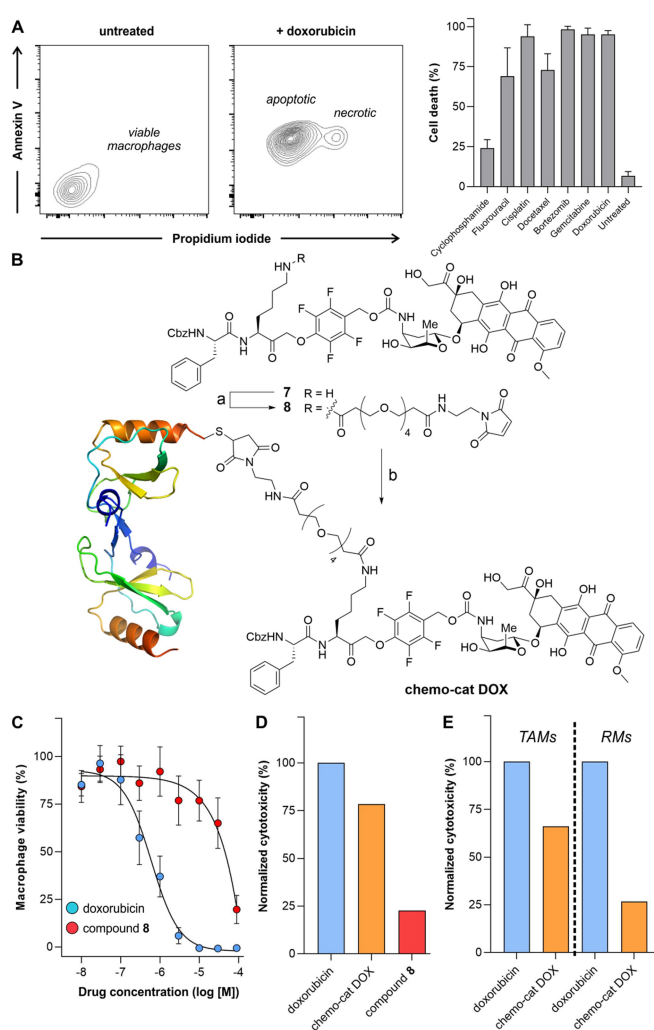 A
untreated
+ doxorubicin
Annexin V
viable
macrophages
apoptotic
necrotic
Propidium iodide
Cell death (%)
100
75
50
25
0
Cyclophosphamide
Fluorouracil
Cisplatin
Docetaxel
Bortezomib
Gemcitabine
Doxorubicin
Untreated
B
R
HN
CbzHN
O
N
H
O
O
F
F
F
F
O
O
H
N
HO
Me
O
O
HO
O
OH
OH
OH
O
O
O
a
7 R = H
8 R =
O
O
4
O
H
N
N
O
O
b
S
O
O
N
NH
O
O
4
O
NH
CbzHN
O
N
H
O
O
F
F
F
F
O
O
H
N
HO
Me
O
O
HO
O
OH
OH
OH
O
O
O
chemo-cat DOX
C
Macrophage viability (%)
100
75
50
25
0
doxorubicin
compound 8
-8 -7 -6 -5 -4
Drug concentration (log [M])
D
Normalized cytotoxicity (%)
100
75
50
25
0
doxorubicin
chemo-cat DOX
compound 8
E
TAMs RMs
Normalized cytotoxicity (%)
100
75
50
25
0
doxorubicin
chemo-cat DOX
doxorubicin
chemo-cat DOX